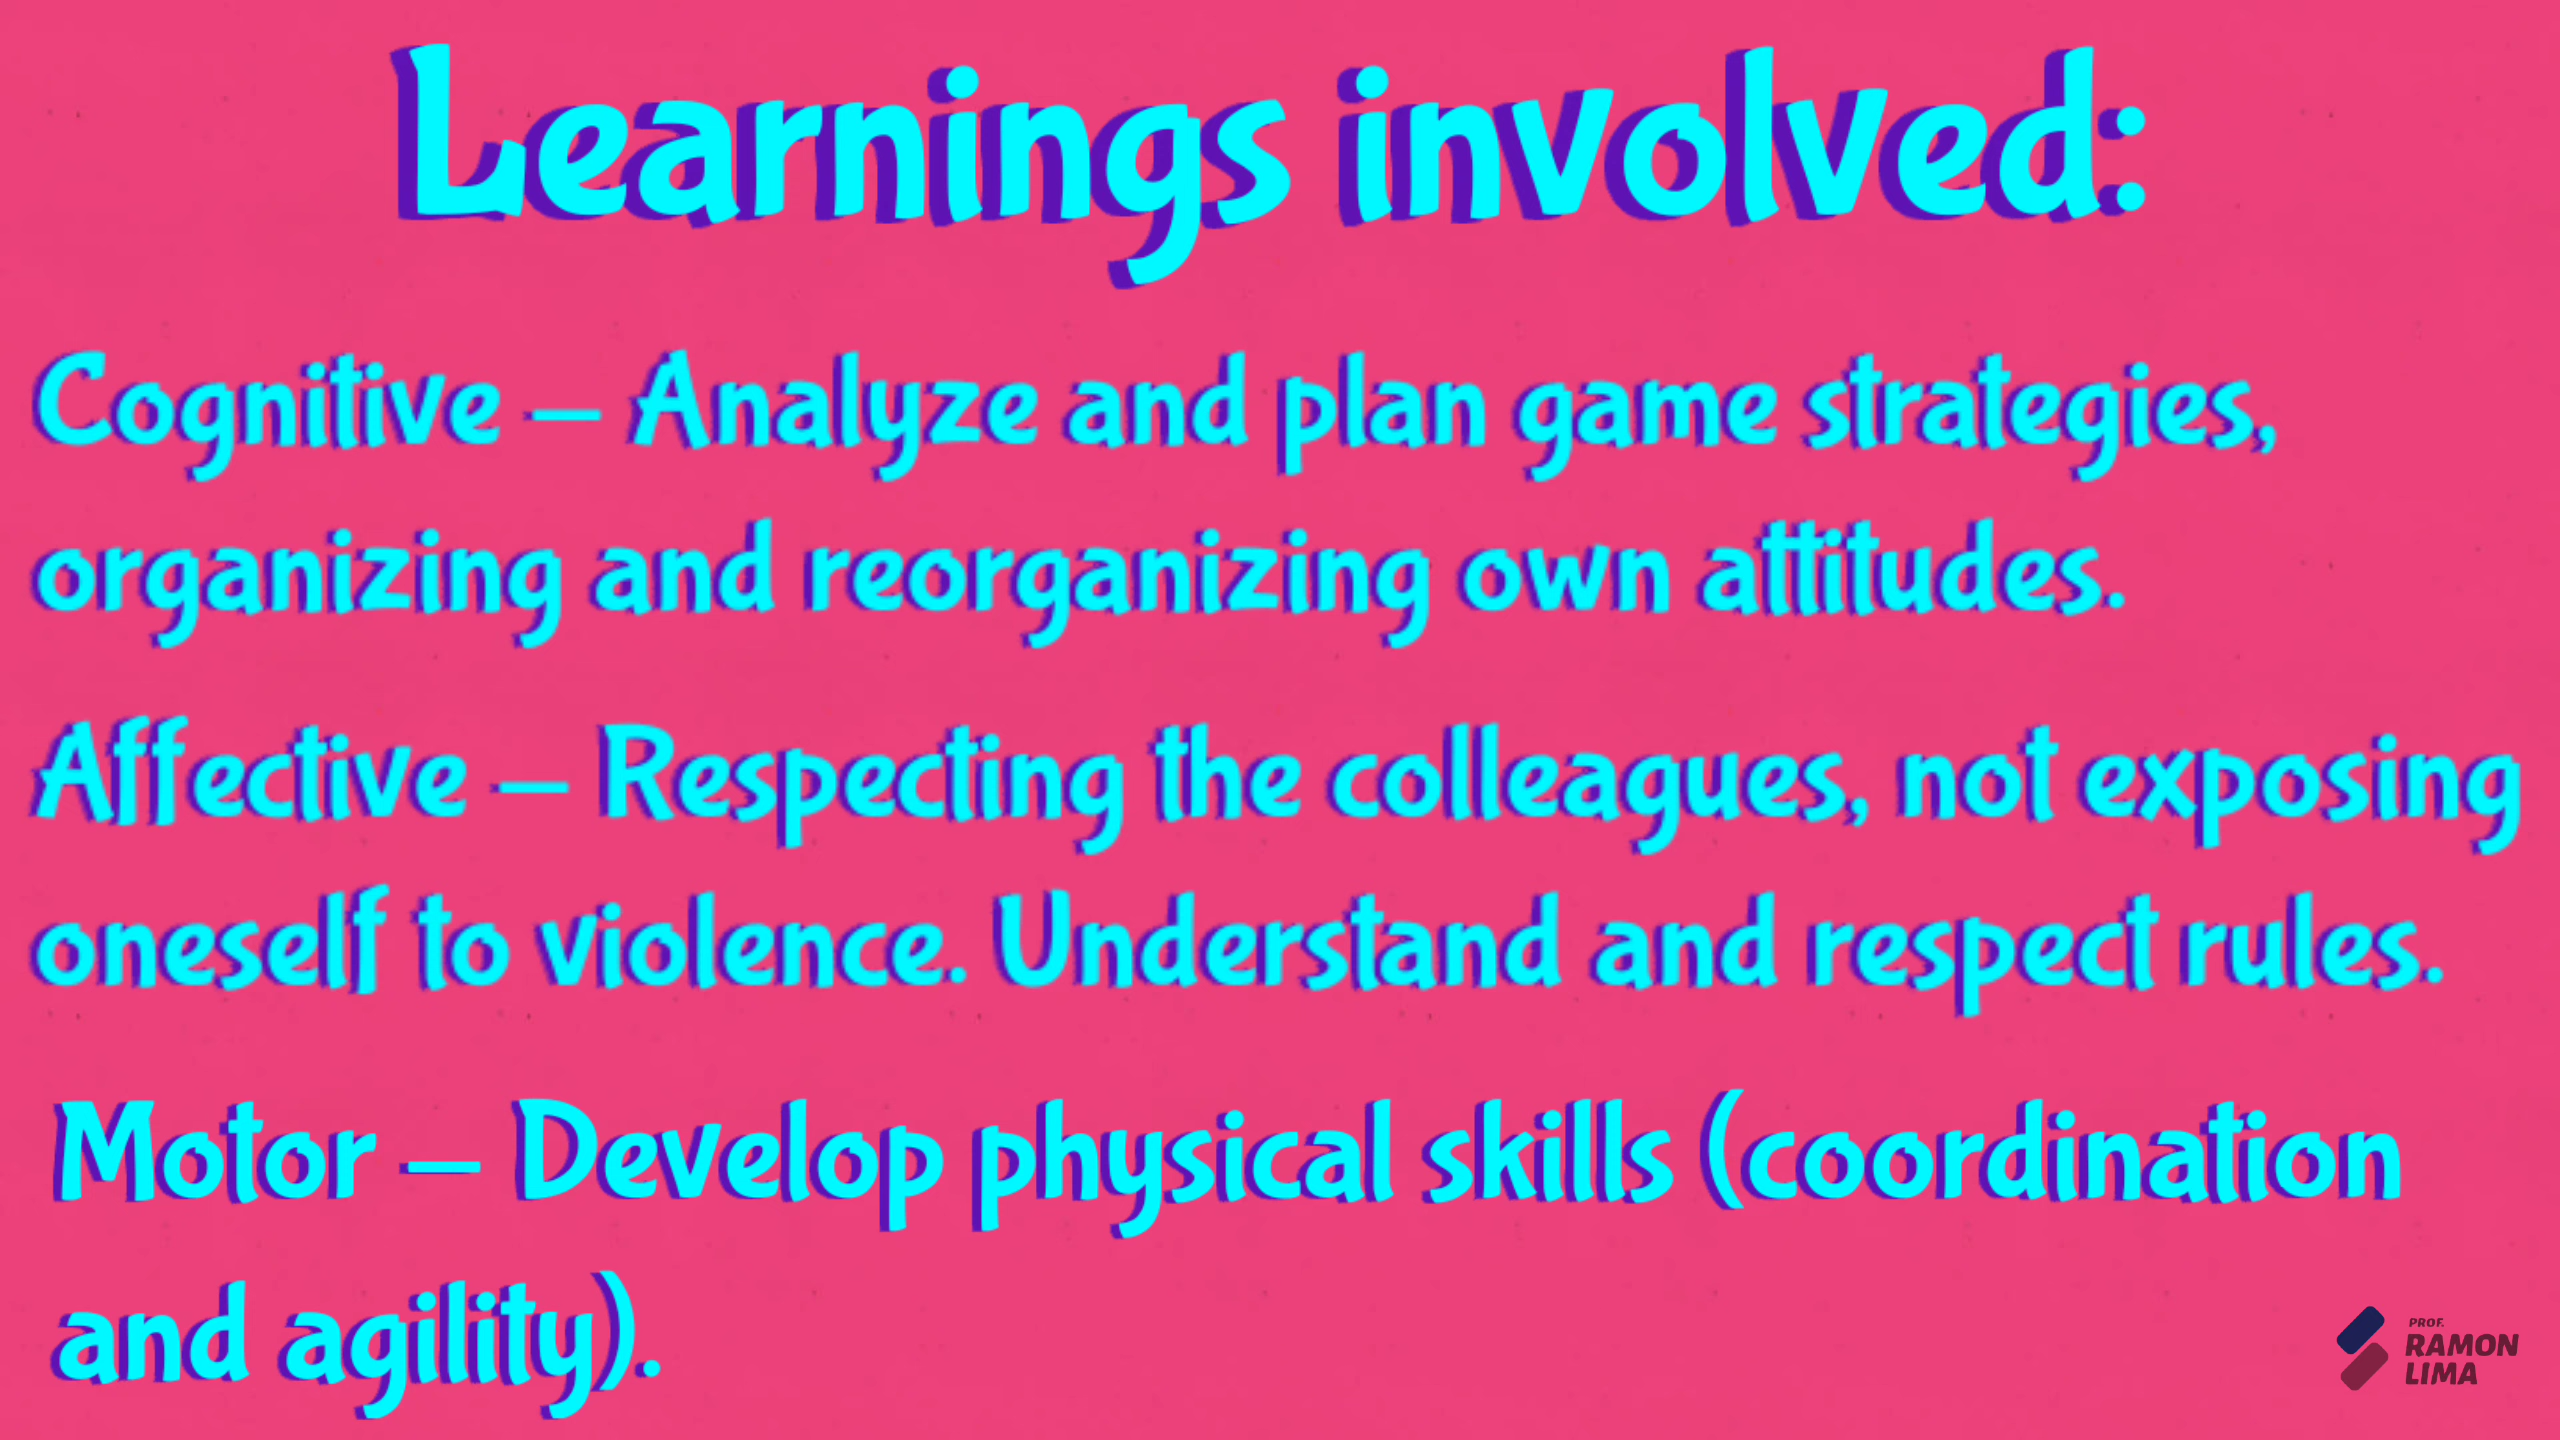 Learnings involved:
Cognitive – Analyze and plan game strategies,
organizing and reorganizing own attitudes.
Affective – Respecting the colleagues, not exposing
oneself to violence. Understand and respect rules.
Motor – Develop physical skills (coordination
and agility).
PROF.
RAMON
LIMA